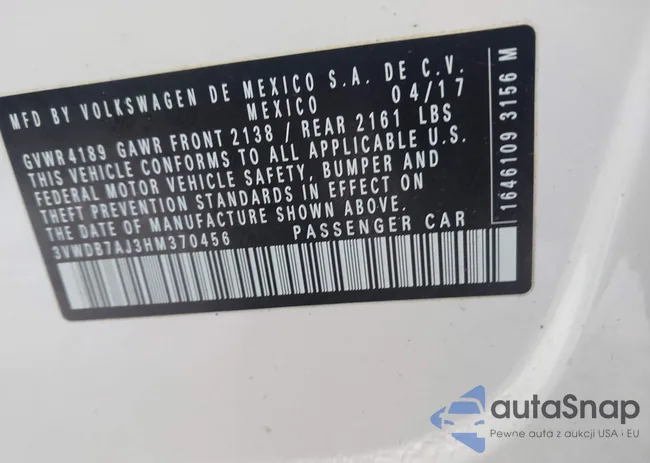 MFD BY VOLKSWAGEN DE MEXICO S.A. DE C.V.
MEXICO 04/17
GVWR 4189 GAWR FRONT 2138 / REAR 2161 LBS
THIS VEHICLE CONFORMS TO ALL APPLICABLE U.S.
FEDERAL MOTOR VEHICLE SAFETY, BUMPER AND
THEFT PREVENTION STANDARDS IN EFFECT ON
THE DATE OF MANUFACTURE SHOWN ABOVE.
3VWDB7AJ3HM370456 PASSENGER CAR
1646109 3156 M
autaSnap
Pewne auta z aukcji USA i EU